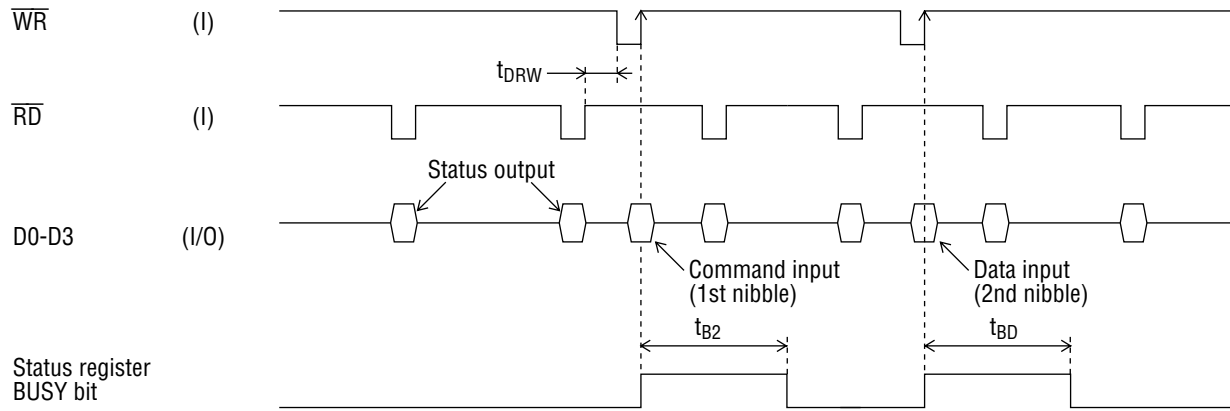 WR (I)
tDRW
RD (I)
Status output
D0-D3 (I/O)
Command input
(1st nibble)
Data input
(2nd nibble)
tB2
tBD
Status register
BUSY bit